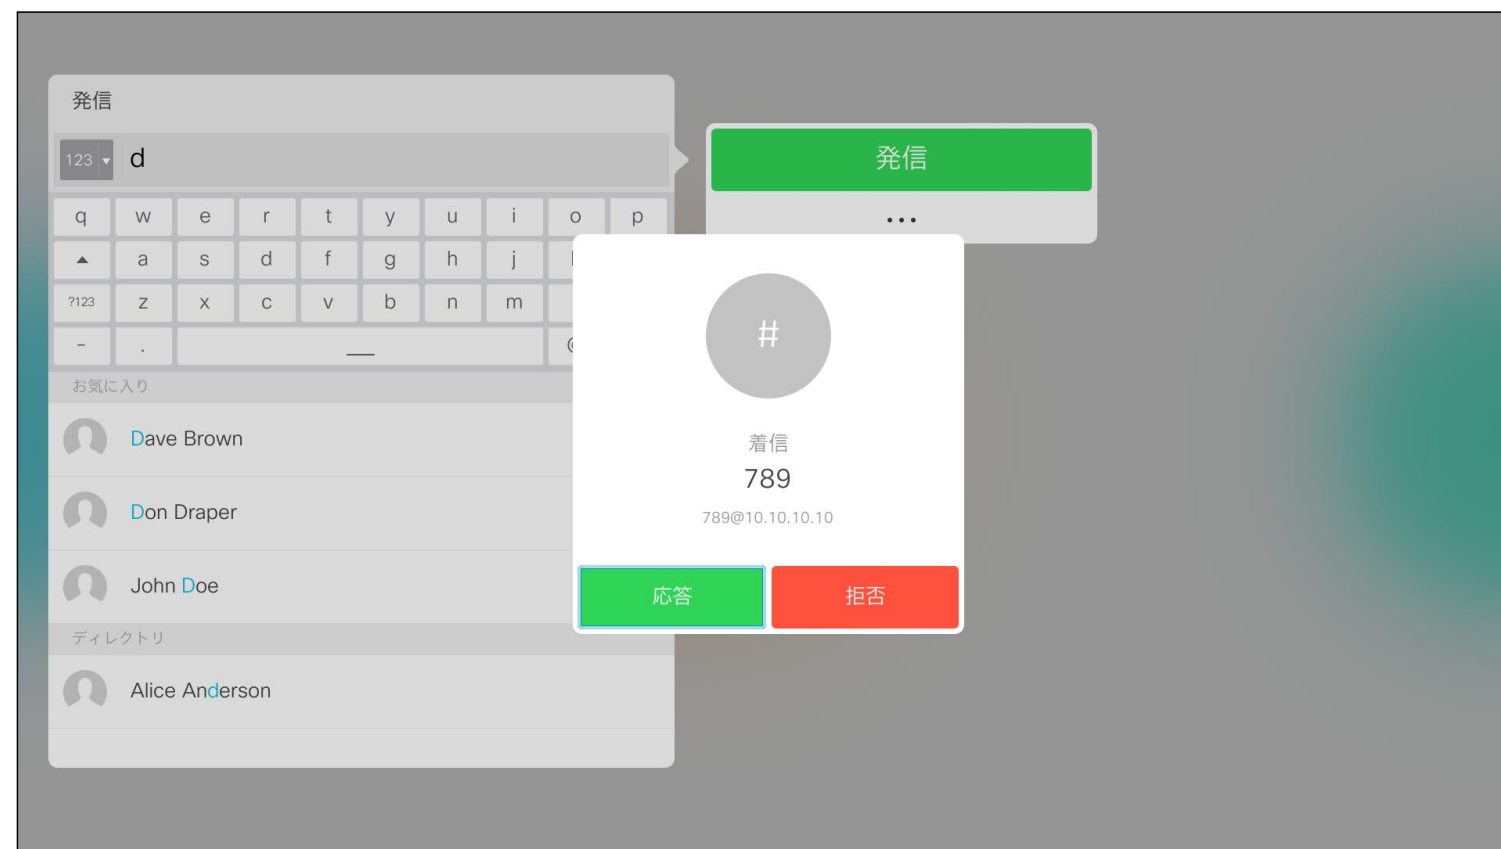 発信
123 d
発信
...
q w e r t y u i o p
a s d f g h j
?123 z x c v b n m
- . _
#
着信
789
789@10.10.10.10
応答 拒否
お気に入り
Dave Brown
Don Draper
John Doe
ディレクトリ
Alice Anderson